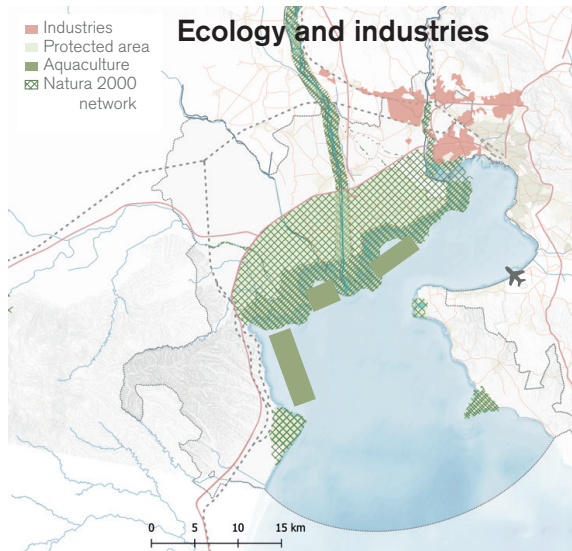 Ecology and industries
Industries
Protected area
Aquaculture
Natura 2000
network
0 5 10 15 km